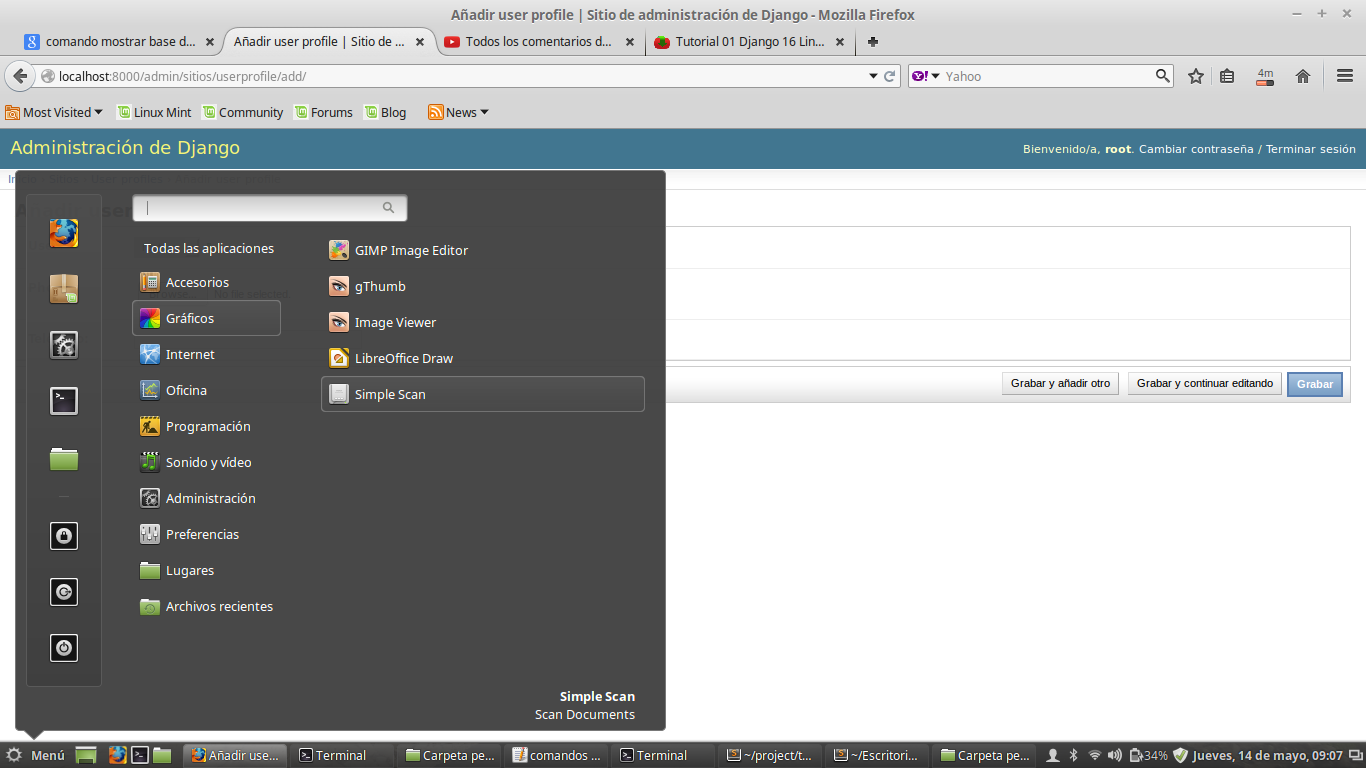 Añadir user profile | Sitio de administración de Django - Mozilla Firefox
comando mostrar base d...
Añadir user profile | Sitio de ...
Todos los comentarios d...
Tutorial 01 Django 16 Lin...
localhost:8000/admin/sitios/userprofile/add/
Yahoo
4m
Most Visited
Linux Mint
Community
Forums
Blog
News
Administración de Django
Bienvenido/a, root. Cambiar contraseña / Terminar sesión
Todas las aplicaciones
Accesorios
Gráficos
Internet
Oficina
Programación
Sonido y vídeo
Administración
Preferencias
Lugares
Archivos recientes
GIMP Image Editor
gThumb
Image Viewer
LibreOffice Draw
Simple Scan
Grabar y añadir otro
Grabar y continuar editando
Grabar
Simple Scan
Scan Documents
Menú
Añadir use...
Terminal
Carpeta pe...
comandos ...
Terminal
~/project/t...
~/Escritori...
Carpeta pe...
34%
Jueves, 14 de mayo, 09:07